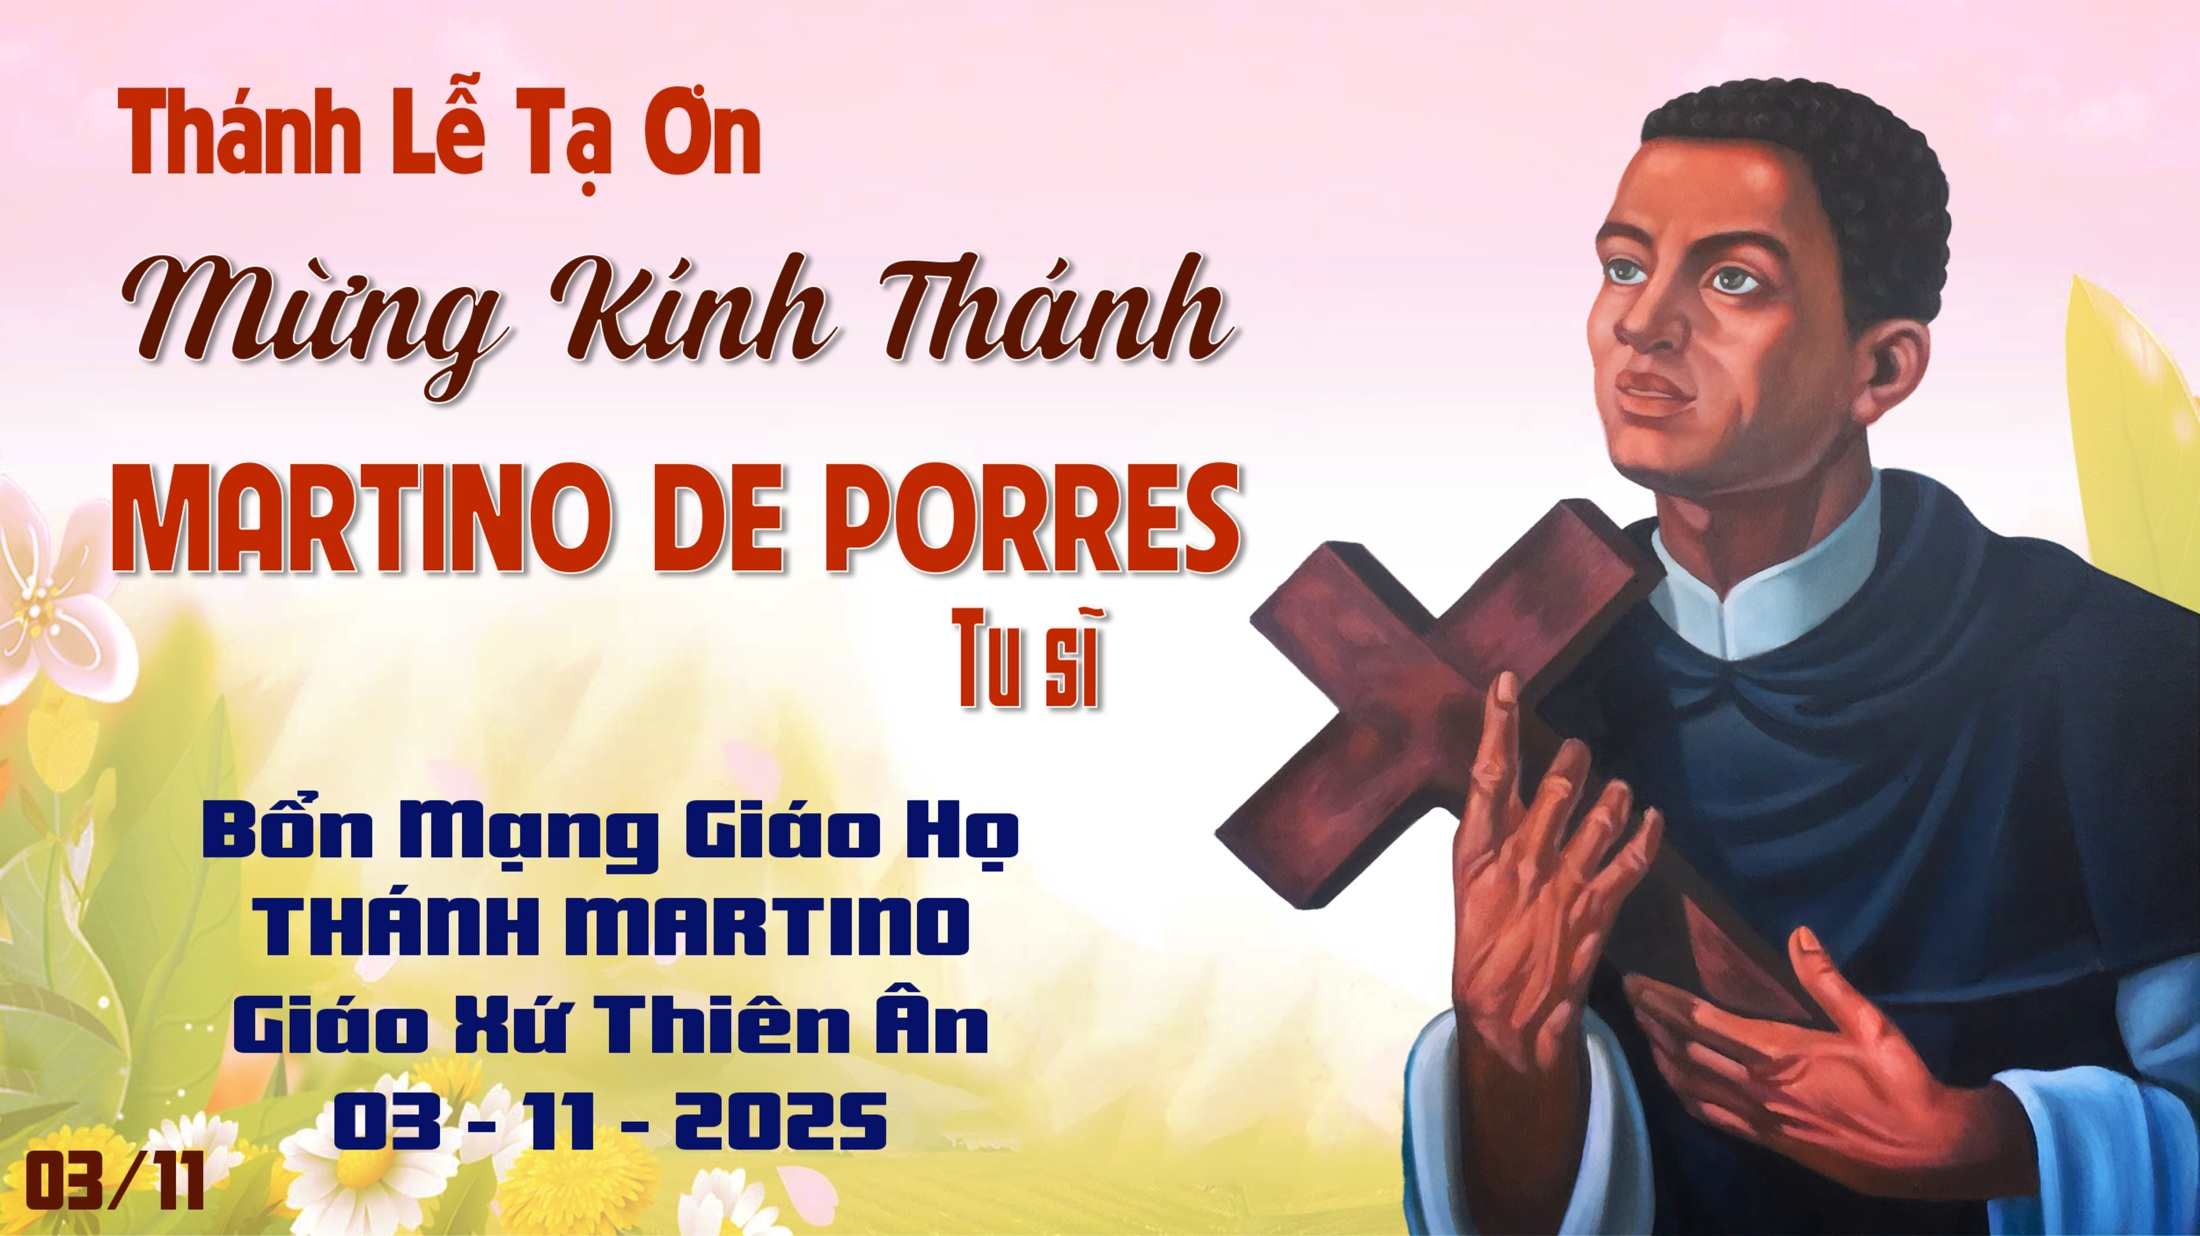 Thánh Lễ Tạ Ơn
Mừng Kính Thánh
MARTINO DE PORRES
Tu sĩ
Bổn Mạng Giáo Họ
THÁNH MARTINO
Giáo Xứ Thiên Ân
03 - 11 - 2025
03/11